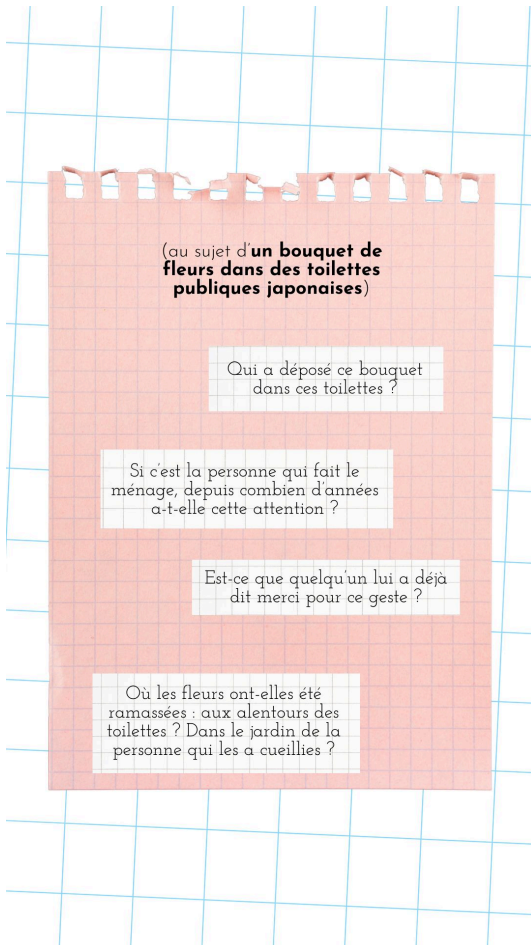 (au sujet d'un bouquet de
fleurs dans des toilettes
publiques japonaises)
Qui a déposé ce bouquet
dans ces toilettes ?
Si c'est la personne qui fait le
ménage, depuis combien d'années
a-t-elle cette attention ?
Est-ce que quelqu'un lui a déjà
dit merci pour ce geste ?
Où les fleurs ont-elles été
ramassées : aux alentours des
toilettes ? Dans le jardin de la
personne qui les a cueillies ?